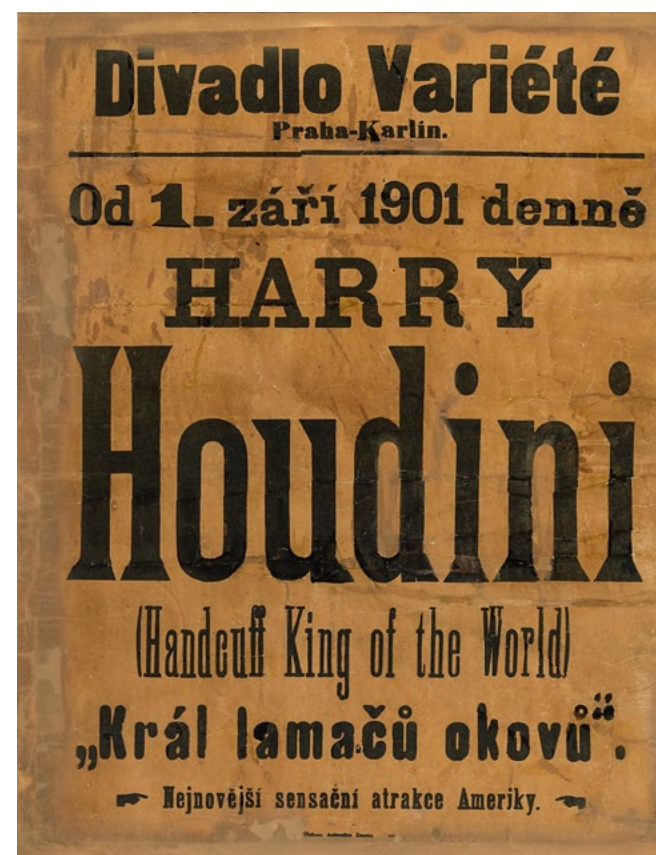 Divadlo Variété
Praha-Karlín.
Od 1. září 1901 denně
HARRY
Houdini
(Handcuff King of the World)
„Král lamačů okovů“.
Nejnovější sensační atrakce Ameriky.